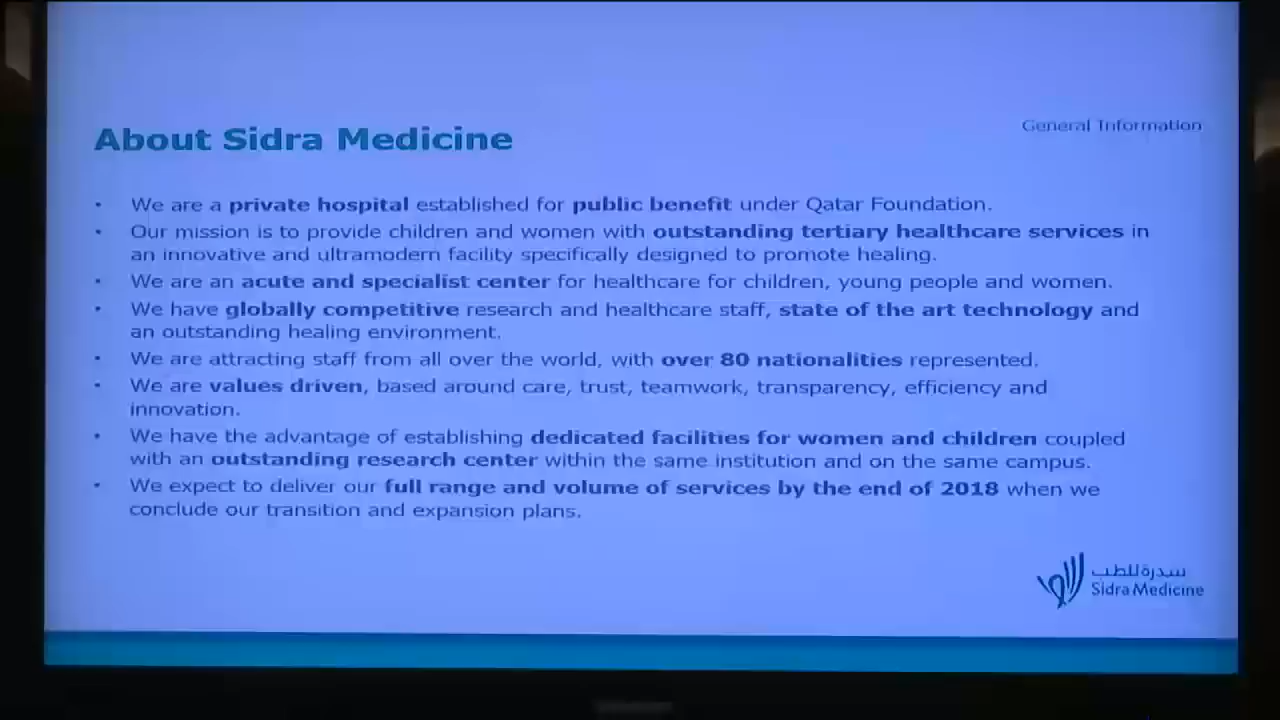 General Information
About Sidra Medicine
• We are a private hospital established for public benefit under Qatar Foundation.
• Our mission is to provide children and women with outstanding tertiary healthcare services in
an innovative and ultramodern facility specifically designed to promote healing.
• We are an acute and specialist center for healthcare for children, young people and women.
• We have globally competitive research and healthcare staff, state of the art technology and
an outstanding healing environment.
• We are attracting staff from all over the world, with over 80 nationalities represented.
• We are values driven, based around care, trust, teamwork, transparency, efficiency and
innovation.
• We have the advantage of establishing dedicated facilities for women and children coupled
with an outstanding research center within the same institution and on the same campus.
• We expect to deliver our full range and volume of services by the end of 2018 when we
conclude our transition and expansion plans.
سدرة للطب
Sidra Medicine